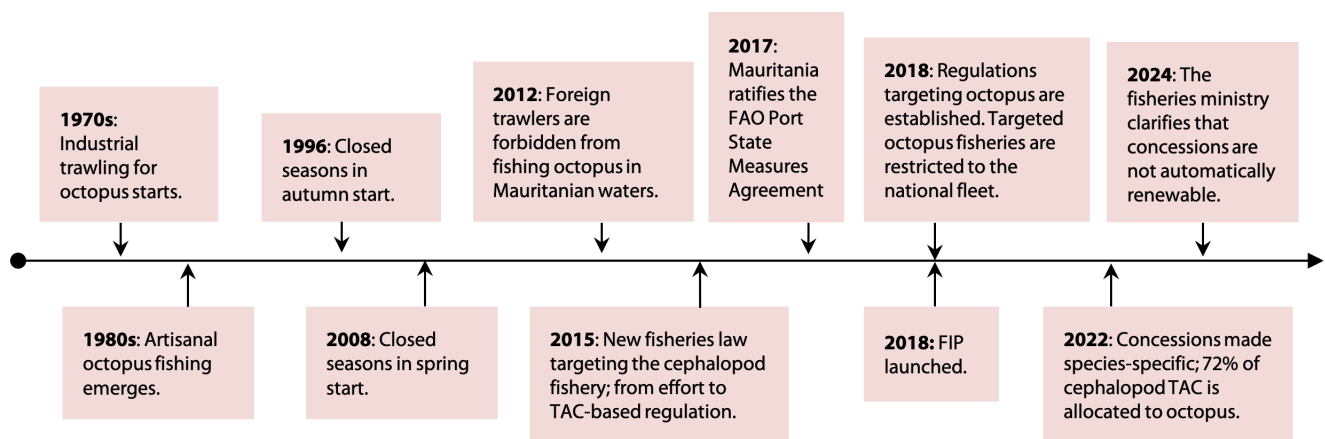 1970s:
Industrial
trawling for
octopus starts.
1980s: Artisanal
octopus fishing
emerges.
1996: Closed
seasons in
autumn start.
2008: Closed
seasons in spring
start.
2012: Foreign
trawlers are
forbidden from
fishing octopus in
Mauritanian waters.
2015: New fisheries law
targeting the cephalopod
fishery; from effort to
TAC-based regulation.
2017:
Mauritania
ratifies the
FAO Port
State
Measures
Agreement
2018: Regulations
targeting octopus are
established. Targeted
octopus fisheries are
restricted to the
national fleet.
2018: FIP
launched.
2022: Concessions made
species-specific; 72% of
cephalopod TAC is
allocated to octopus.
2024: The
fisheries ministry
clarifies that
concessions are
not automatically
renewable.